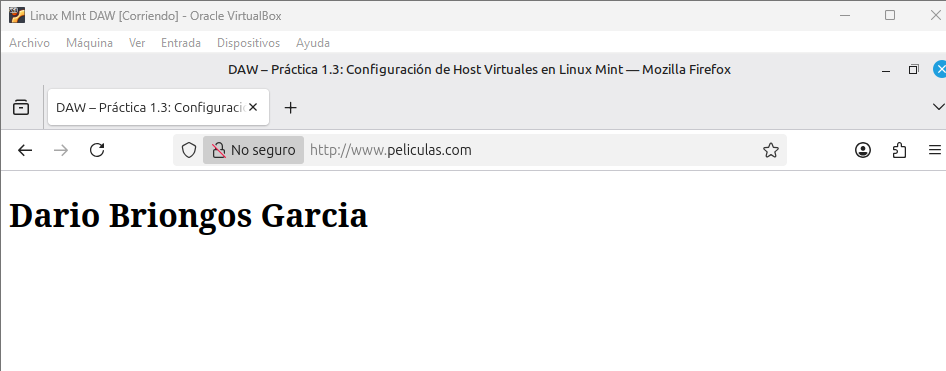 Linux MInt DAW [Corriendo] - Oracle VirtualBox
Archivo Máquina Ver Entrada Dispositivos Ayuda
DAW – Práctica 1.3: Configuración de Host Virtuales en Linux Mint — Mozilla Firefox
DAW – Práctica 1.3: Configuraci
No seguro http://www.peliculas.com
Dario Briongos Garcia